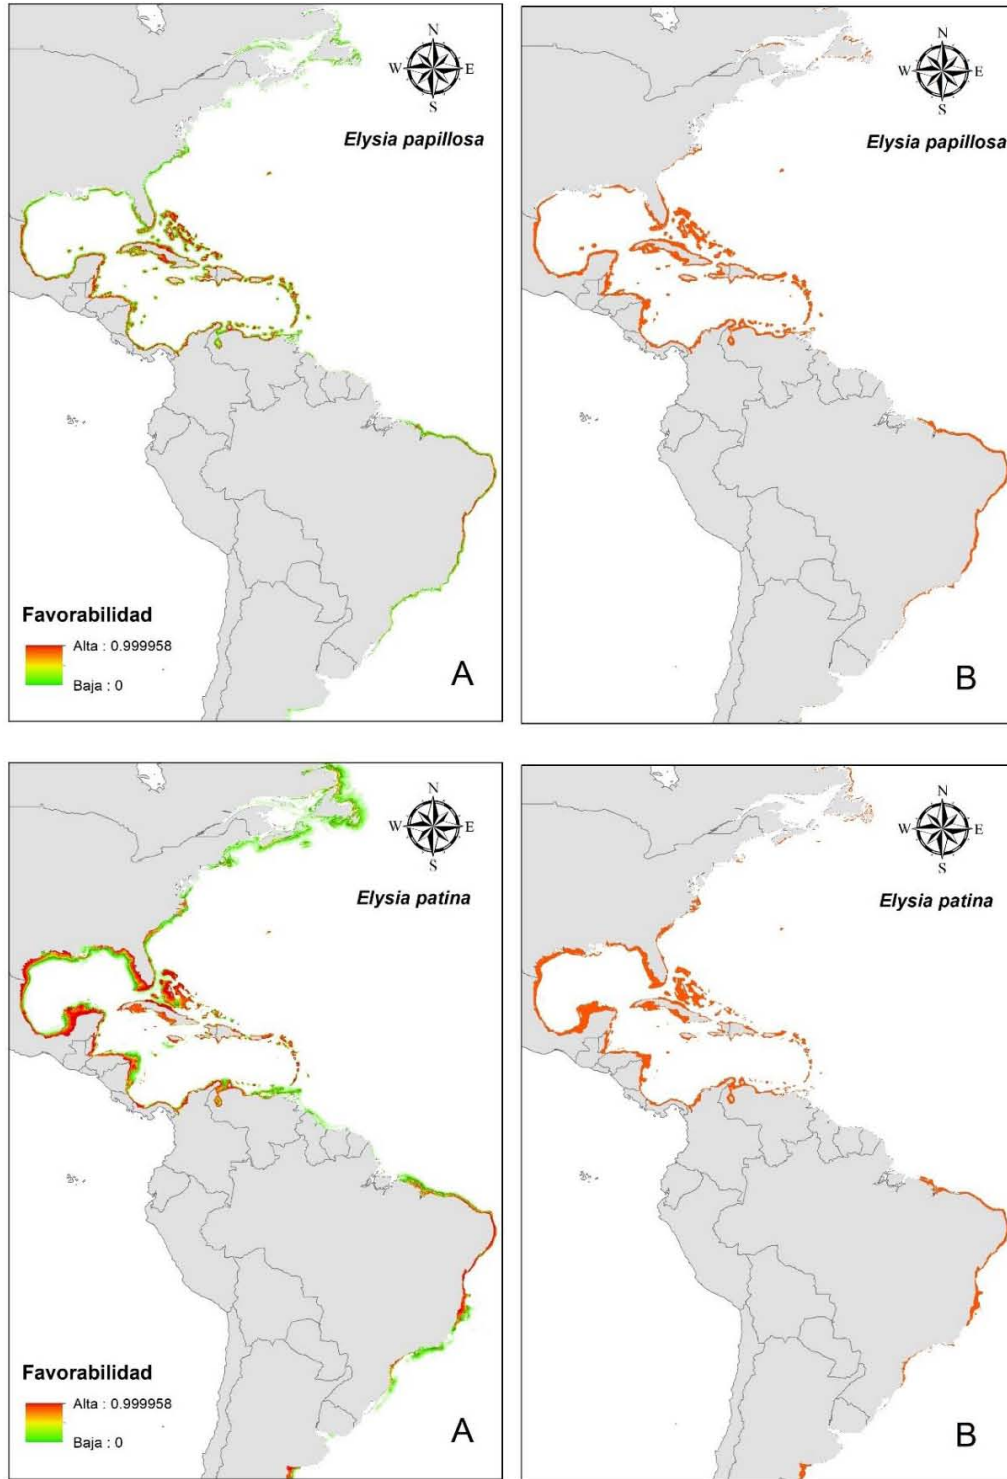 N
W E
S
Elysia papillosa
Favorabilidad
Alta : 0.999958
Baja : 0
A
N
W E
S
Elysia papillosa
B
N
W E
S
Elysia patina
Favorabilidad
Alta : 0.999958
Baja : 0
A
N
W E
S
Elysia patina
B